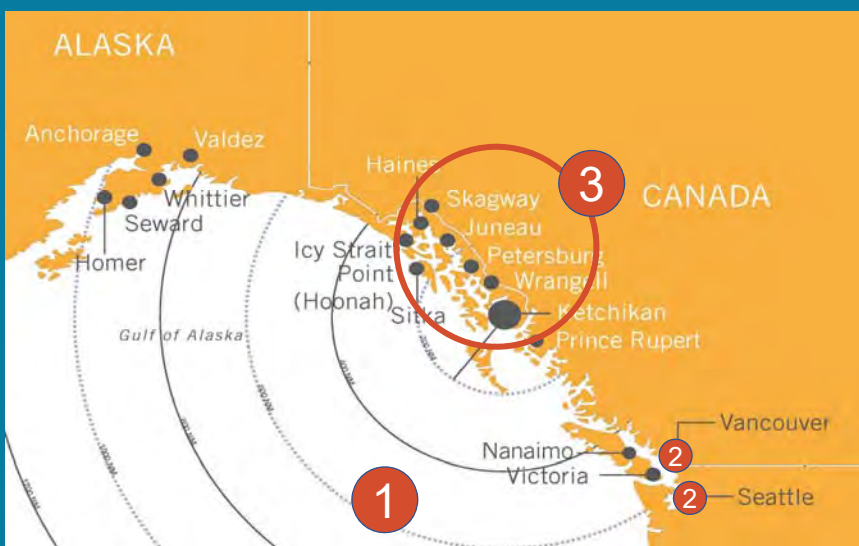 ALASKA
Anchorage
Valdez
Whittier
Seward
Homer
Gulf of Alaska
Haines
3
Skagway
CANADA
Juneau
Icy Strait
Point
(Hoonah)
Petersburg
Wrangell
Sitka
Ketchikan
Prince Rupert
Vancouver
Nanaimo
2
Victoria
1
2
Seattle